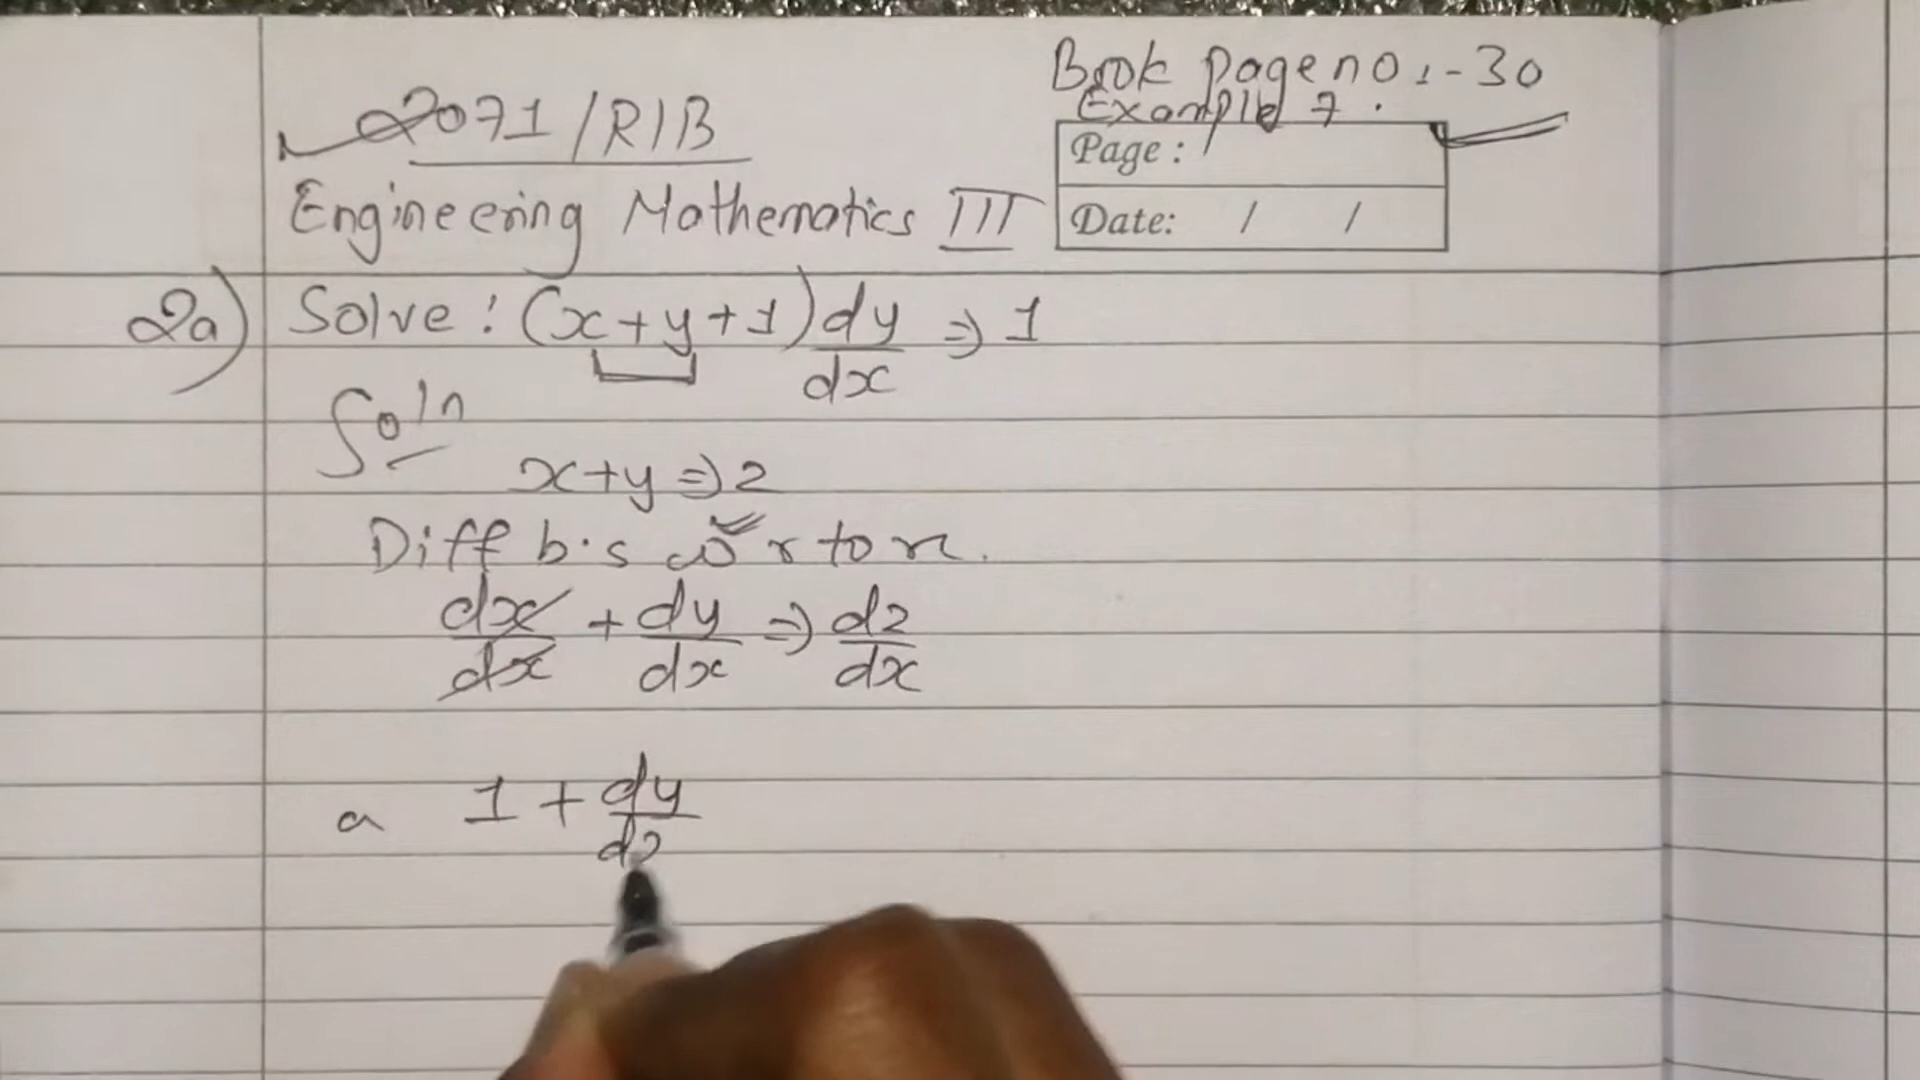 Book page no :- 30
Example 7.
2071/R/B
Page :
Engineering Mathematics III
Date: / /
2a) Solve : (x+y+1) dy/dx => 1
Soln
x+y => z
Diff b.s w r to x.
dx/dx + dy/dx => dz/dx
1 + dy/dz